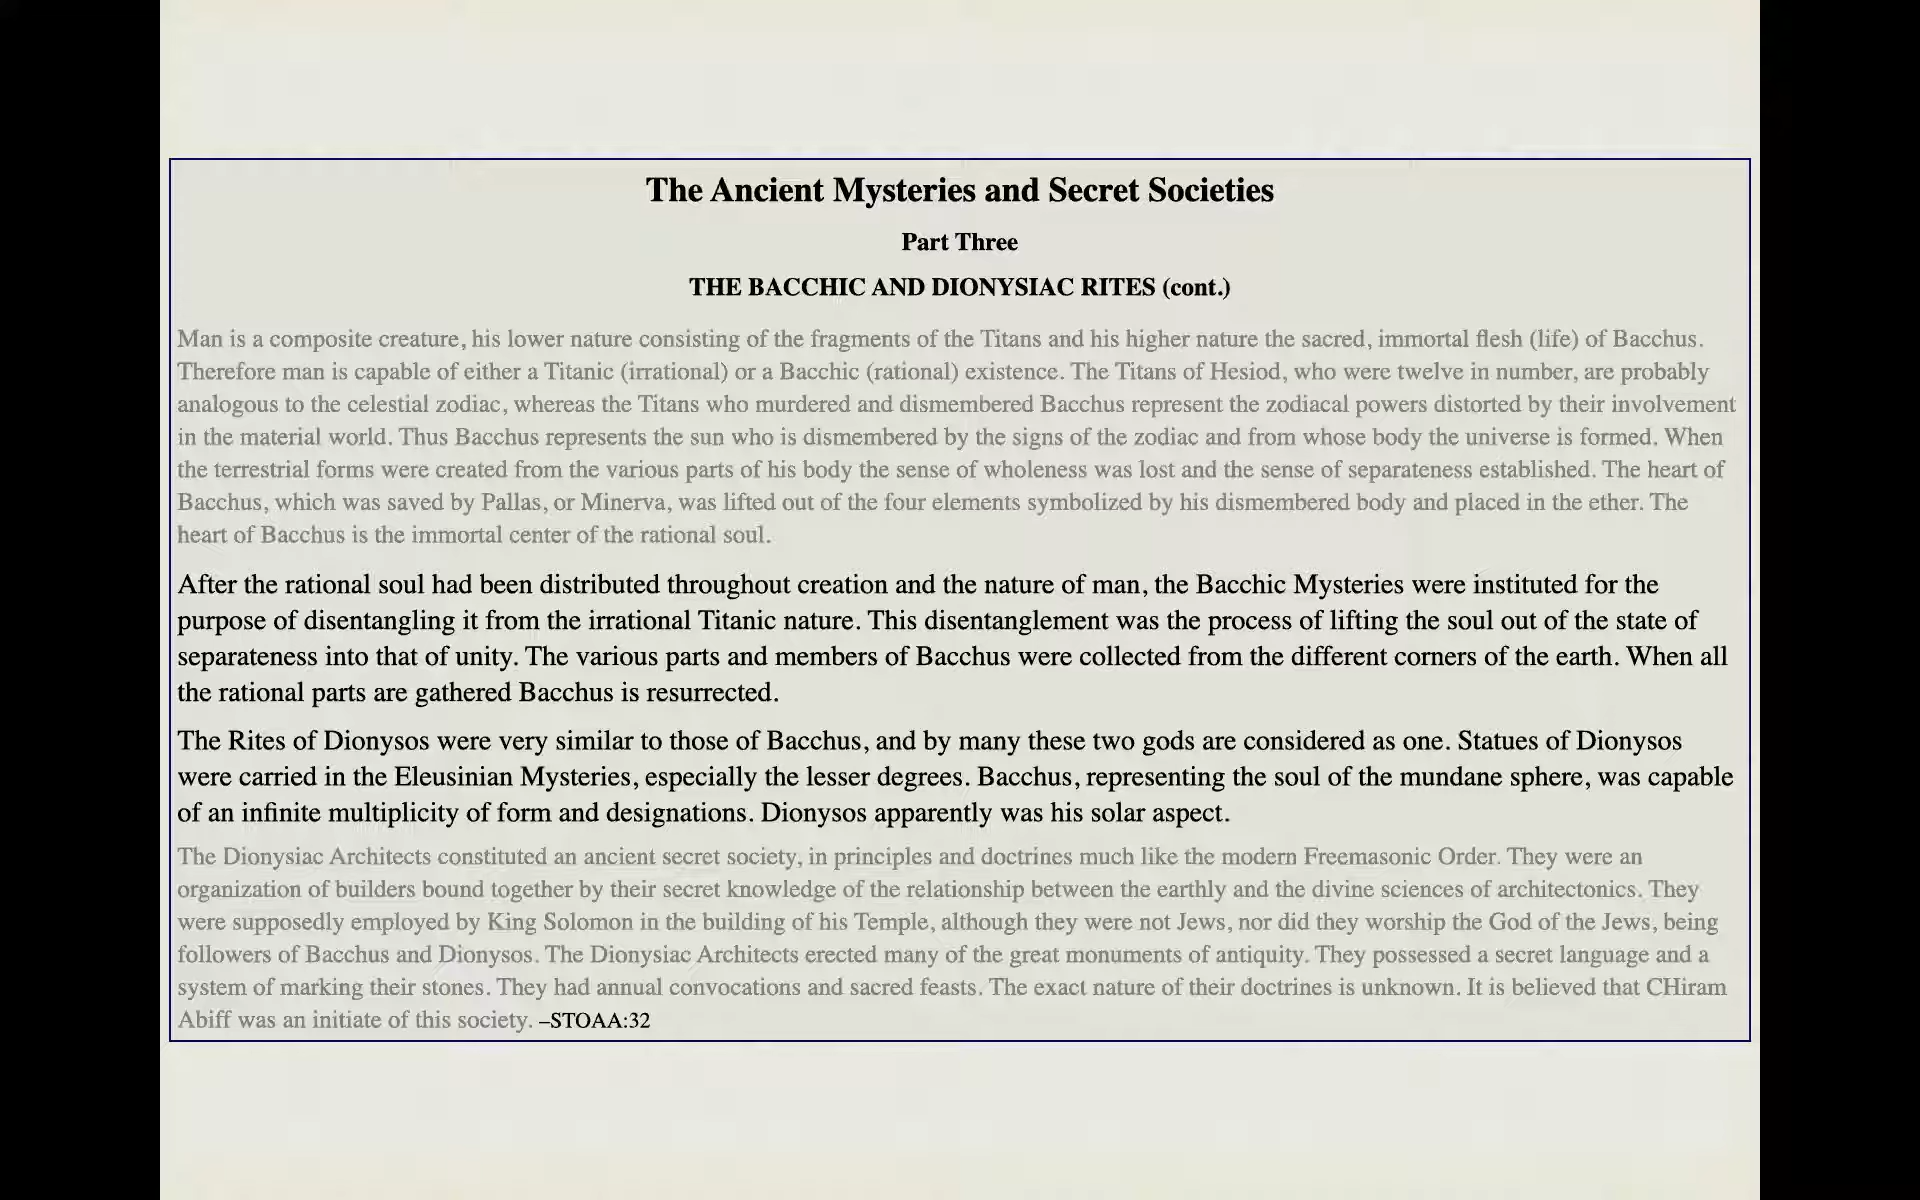 The Ancient Mysteries and Secret Societies
Part Three
THE BACCHIC AND DIONYSIAC RITES (cont.)
Man is a composite creature, his lower nature consisting of the fragments of the Titans and his higher nature the sacred, immortal flesh (life) of Bacchus.
Therefore man is capable of either a Titanic (irrational) or a Bacchic (rational) existence. The Titans of Hesiod, who were twelve in number, are probably
analogous to the celestial zodiac, whereas the Titans who murdered and dismembered Bacchus represent the zodiacal powers distorted by their involvement
in the material world. Thus Bacchus represents the sun who is dismembered by the signs of the zodiac and from whose body the universe is formed. When
the terrestrial forms were created from the various parts of his body the sense of wholeness was lost and the sense of separateness established. The heart of
Bacchus, which was saved by Pallas, or Minerva, was lifted out of the four elements symbolized by his dismembered body and placed in the ether. The
heart of Bacchus is the immortal center of the rational soul.
After the rational soul had been distributed throughout creation and the nature of man, the Bacchic Mysteries were instituted for the
purpose of disentangling it from the irrational Titanic nature. This disentanglement was the process of lifting the soul out of the state of
separateness into that of unity. The various parts and members of Bacchus were collected from the different corners of the earth. When all
the rational parts are gathered Bacchus is resurrected.
The Rites of Dionysos were very similar to those of Bacchus, and by many these two gods are considered as one. Statues of Dionysos
were carried in the Eleusinian Mysteries, especially the lesser degrees. Bacchus, representing the soul of the mundane sphere, was capable
of an infinite multiplicity of form and designations. Dionysos apparently was his solar aspect.
The Dionysiac Architects constituted an ancient secret society, in principles and doctrines much like the modern Freemasonic Order. They were an
organization of builders bound together by their secret knowledge of the relationship between the earthly and the divine sciences of architectonics. They
were supposedly employed by King Solomon in the building of his Temple, although they were not Jews, nor did they worship the God of the Jews, being
followers of Bacchus and Dionysos. The Dionysiac Architects erected many of the great monuments of antiquity. They possessed a secret language and a
system of marking their stones. They had annual convocations and sacred feasts. The exact nature of their doctrines is unknown. It is believed that CHiram
Abiff was an initiate of this society. –STOAA:32